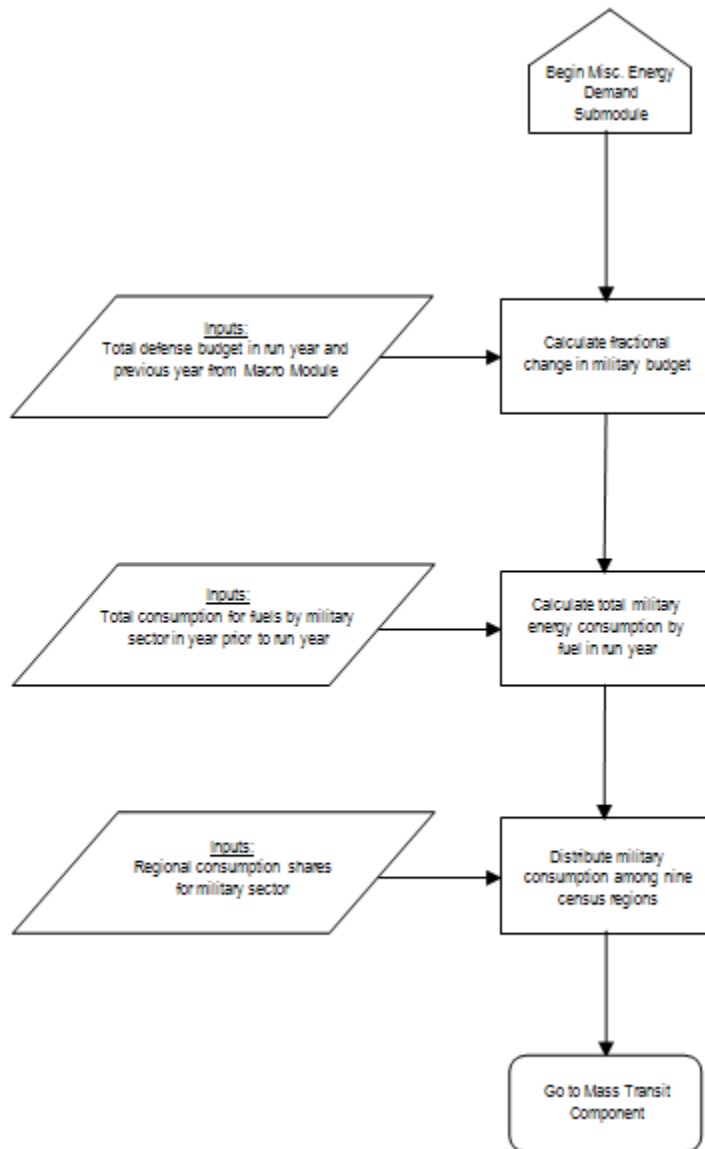 Begin Misc. Energy
Demand
Submodule
Inputs:
Total defense budget in run year and
previous year from Macro Module
Calculate fractional
change in military budget
Inputs:
Total consumption for fuels by military
sector in year prior to run year
Calculate total military
energy consumption by
fuel in run year
Inputs:
Regional consumption shares
for military sector
Distribute military
consumption among nine
census regions
Go to Mass Transit
Component